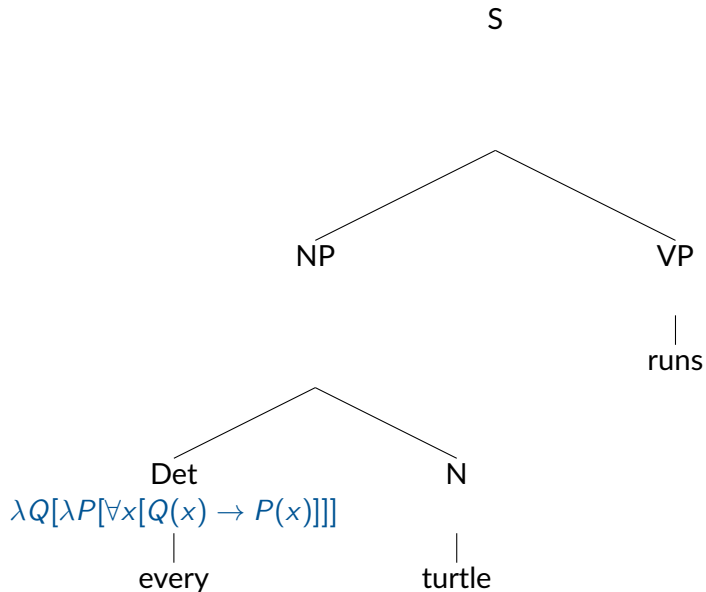 S
NP VP
runs
Det N
λQ[λP[∀x[Q(x) → P(x)]]]
every turtle